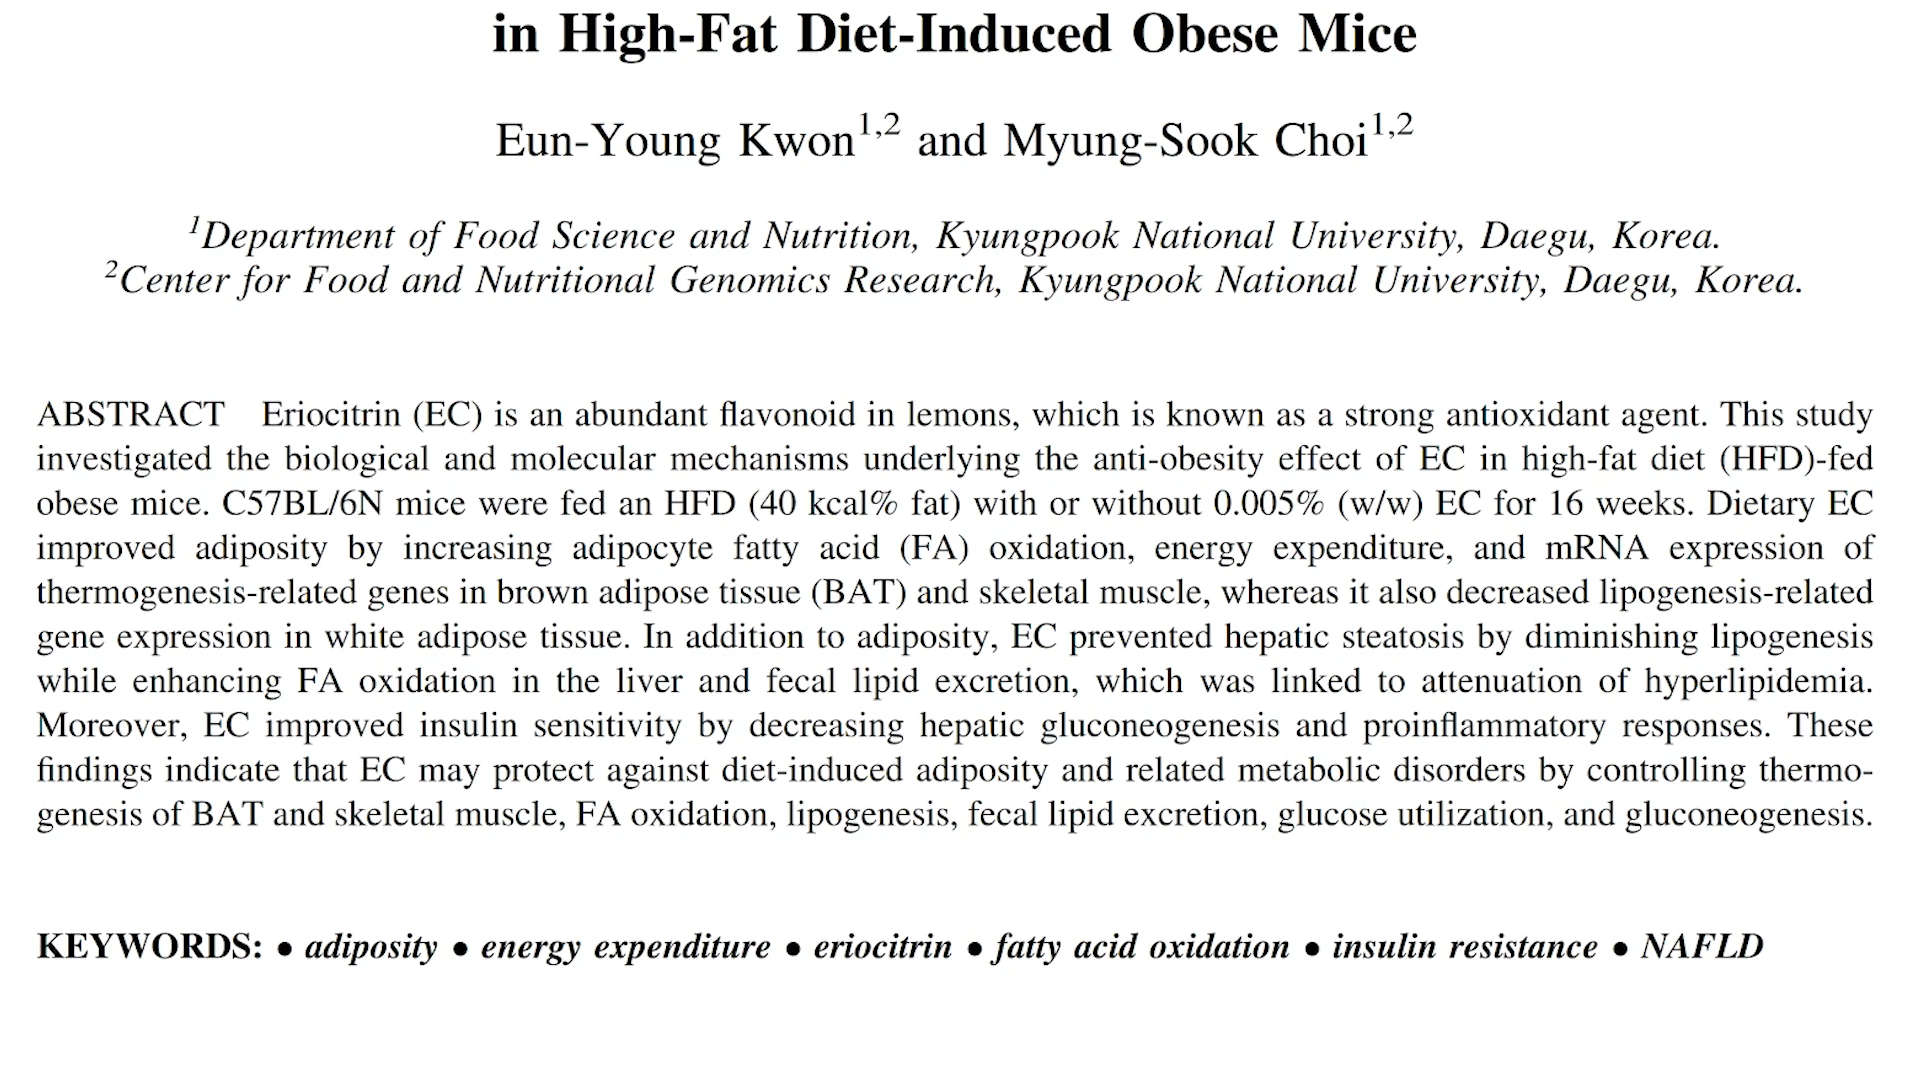 in High-Fat Diet-Induced Obese Mice
Eun-Young Kwon1,2 and Myung-Sook Choi1,2
1Department of Food Science and Nutrition, Kyungpook National University, Daegu, Korea.
2Center for Food and Nutritional Genomics Research, Kyungpook National University, Daegu, Korea.
ABSTRACT Eriocitrin (EC) is an abundant flavonoid in lemons, which is known as a strong antioxidant agent. This study
investigated the biological and molecular mechanisms underlying the anti-obesity effect of EC in high-fat diet (HFD)-fed
obese mice. C57BL/6N mice were fed an HFD (40 kcal% fat) with or without 0.005% (w/w) EC for 16 weeks. Dietary EC
improved adiposity by increasing adipocyte fatty acid (FA) oxidation, energy expenditure, and mRNA expression of
thermogenesis-related genes in brown adipose tissue (BAT) and skeletal muscle, whereas it also decreased lipogenesis-related
gene expression in white adipose tissue. In addition to adiposity, EC prevented hepatic steatosis by diminishing lipogenesis
while enhancing FA oxidation in the liver and fecal lipid excretion, which was linked to attenuation of hyperlipidemia.
Moreover, EC improved insulin sensitivity by decreasing hepatic gluconeogenesis and proinflammatory responses. These
findings indicate that EC may protect against diet-induced adiposity and related metabolic disorders by controlling thermo-
genesis of BAT and skeletal muscle, FA oxidation, lipogenesis, fecal lipid excretion, glucose utilization, and gluconeogenesis.
KEYWORDS: • adiposity • energy expenditure • eriocitrin • fatty acid oxidation • insulin resistance • NAFLD